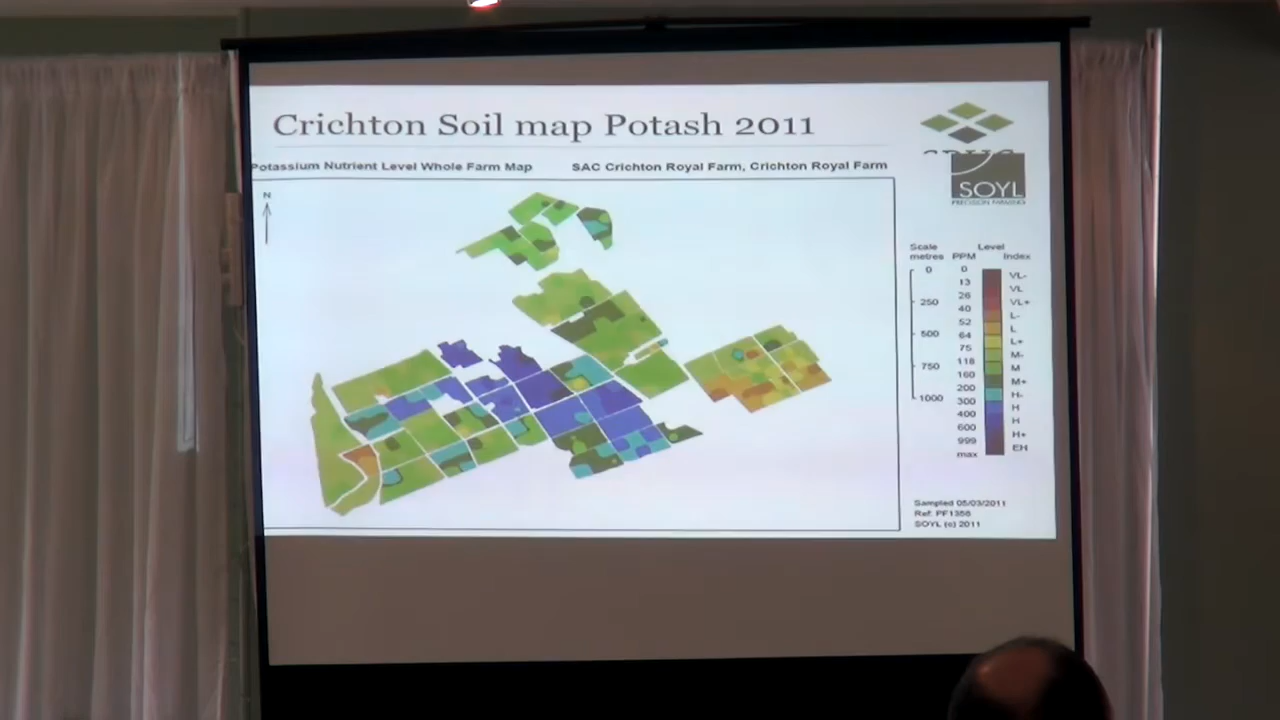 Crichton Soil map Potash 2011
Potassium Nutrient Level Whole Farm Map
SAC Crichton Royal Farm, Crichton Royal Farm
SOYL
PRECISION FARMING
N
Scale
metres
0
250
500
750
1000
PPM
0
13
26
40
52
64
75
118
160
200
300
400
600
999
max
Level
Index
VL-
VL
VL+
L-
L
L+
M-
M
M+
H-
H
H
H+
EH
Sampled 05/03/2011
Ref: PF1356
SOYL (c) 2011